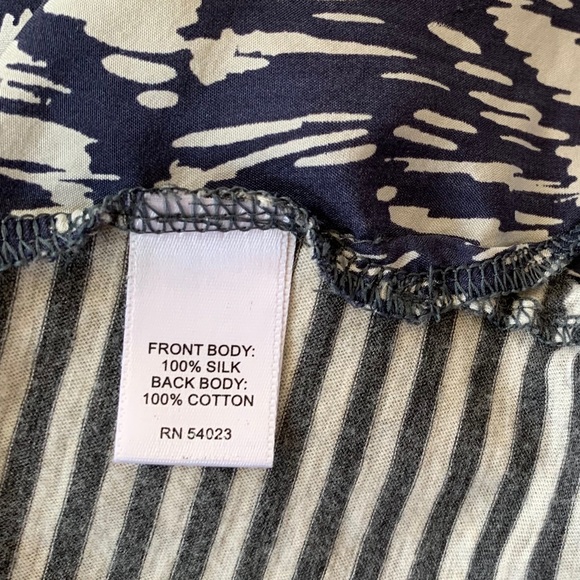 FRONT BODY:
100% SILK
BACK BODY:
100% COTTON
RN 54023